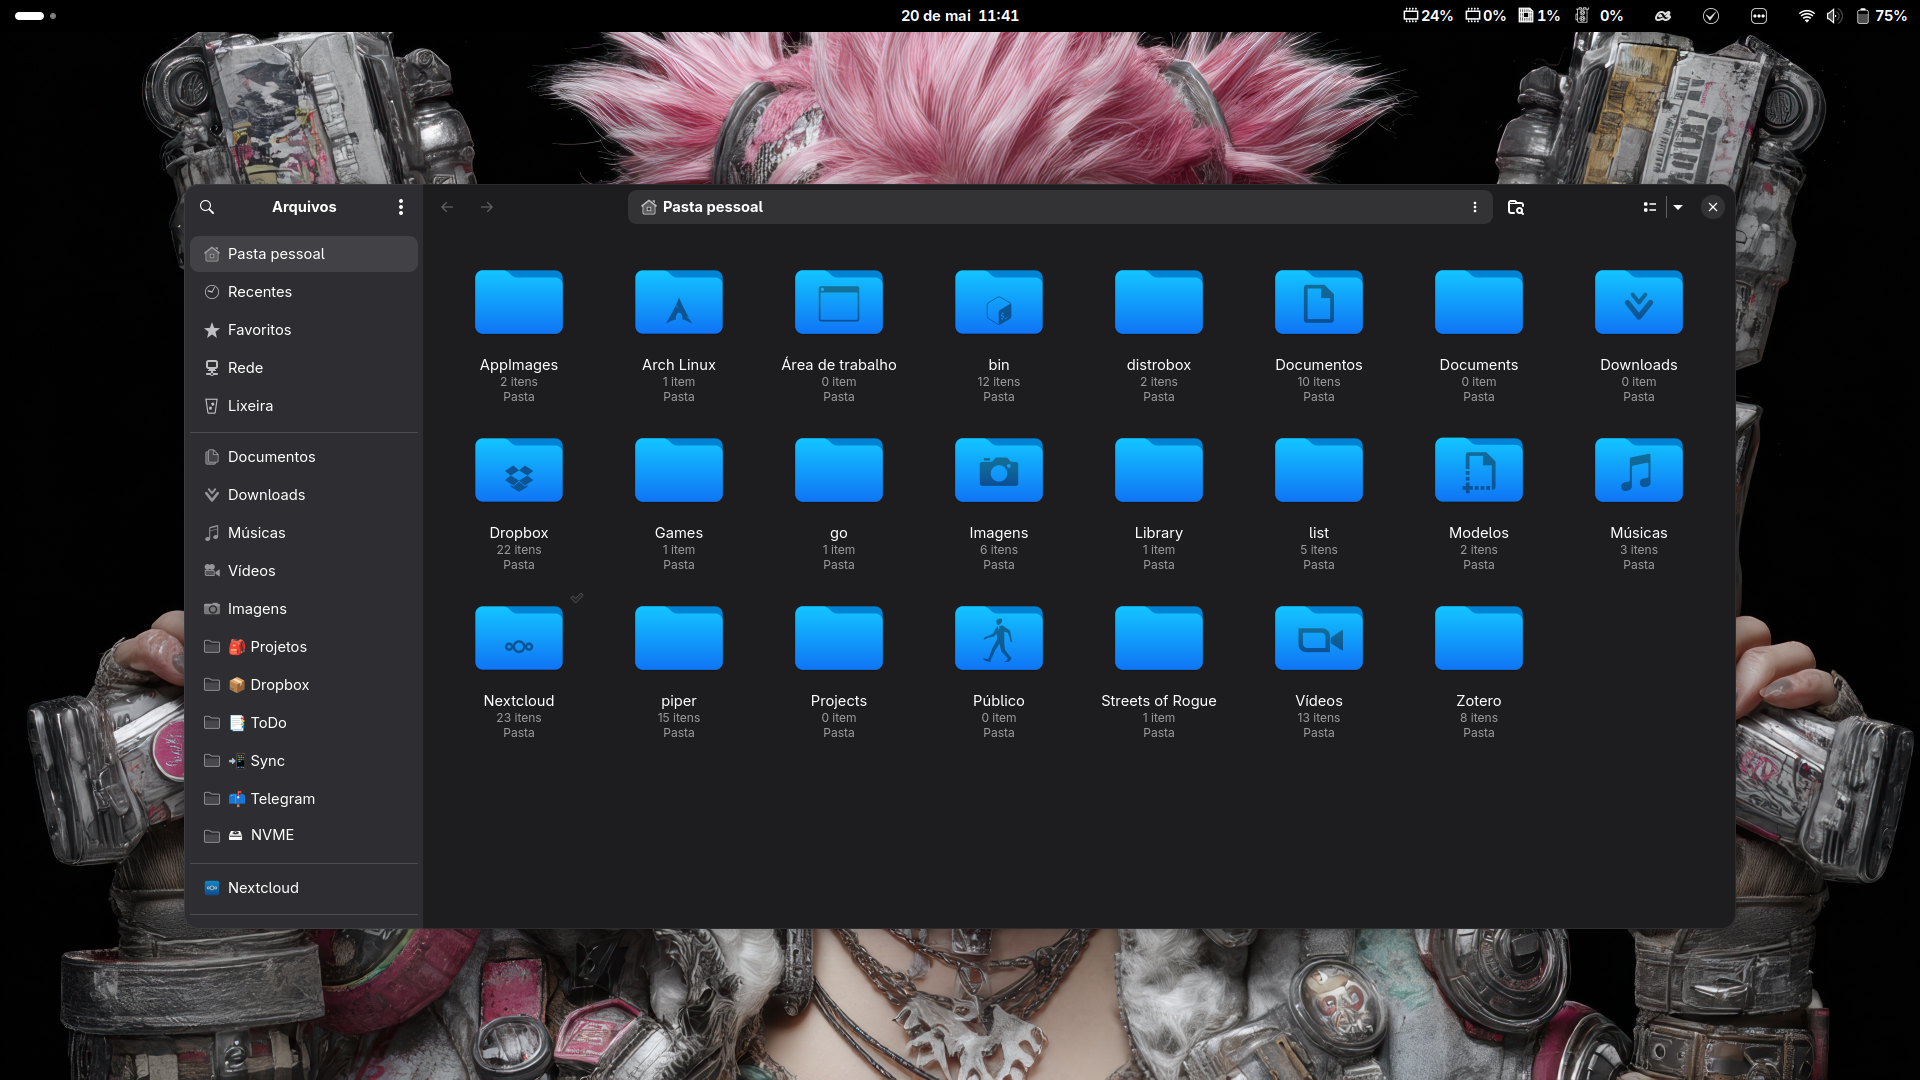 20 de mai 11:41
24% 0% 1% 0% 75%
Arquivos
Pasta pessoal
Pasta pessoal
Recentes
Favoritos
Rede
Lixeira
Documentos
Downloads
Músicas
Vídeos
Imagens
Projetos
Dropbox
ToDo
Sync
Telegram
NVME
Nextcloud
AppImages
2 itens
Pasta
Arch Linux
1 item
Pasta
Área de trabalho
0 item
Pasta
bin
12 itens
Pasta
distrobox
2 itens
Pasta
Documentos
10 itens
Pasta
Documents
0 item
Pasta
Downloads
0 item
Pasta
Dropbox
22 itens
Pasta
Games
1 item
Pasta
go
1 item
Pasta
Imagens
6 itens
Pasta
Library
1 item
Pasta
list
5 itens
Pasta
Modelos
2 itens
Pasta
Músicas
3 itens
Pasta
Nextcloud
23 itens
Pasta
piper
15 itens
Pasta
Projects
0 item
Pasta
Público
0 item
Pasta
Streets of Rogue
1 item
Pasta
Vídeos
13 itens
Pasta
Zotero
8 itens
Pasta